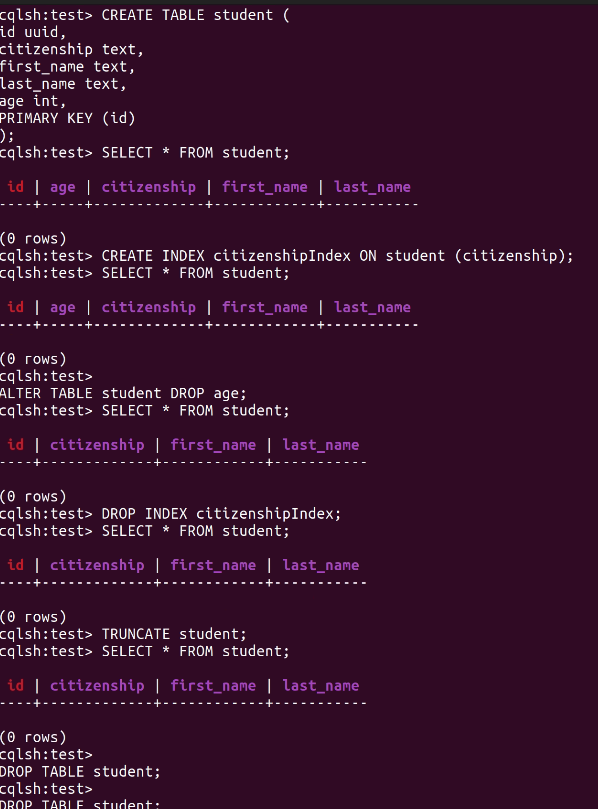 cqlsh:test> CREATE TABLE student (
id uuid,
citizenship text,
first_name text,
last_name text,
age int,
PRIMARY KEY (id)
);
cqlsh:test> SELECT * FROM student;
id | age | citizenship | first_name | last_name
----+-----+-------------+------------+-----------
(0 rows)
cqlsh:test> CREATE INDEX citizenshipIndex ON student (citizenship);
cqlsh:test> SELECT * FROM student;
id | age | citizenship | first_name | last_name
----+-----+-------------+------------+-----------
(0 rows)
cqlsh:test>
ALTER TABLE student DROP age;
cqlsh:test> SELECT * FROM student;
id | citizenship | first_name | last_name
----+-------------+------------+-----------
(0 rows)
cqlsh:test> DROP INDEX citizenshipIndex;
cqlsh:test> SELECT * FROM student;
id | citizenship | first_name | last_name
----+-------------+------------+-----------
(0 rows)
cqlsh:test> TRUNCATE student;
cqlsh:test> SELECT * FROM student;
id | citizenship | first_name | last_name
----+-------------+------------+-----------
(0 rows)
cqlsh:test>
DROP TABLE student;
cqlsh:test>
DROP TABLE student;